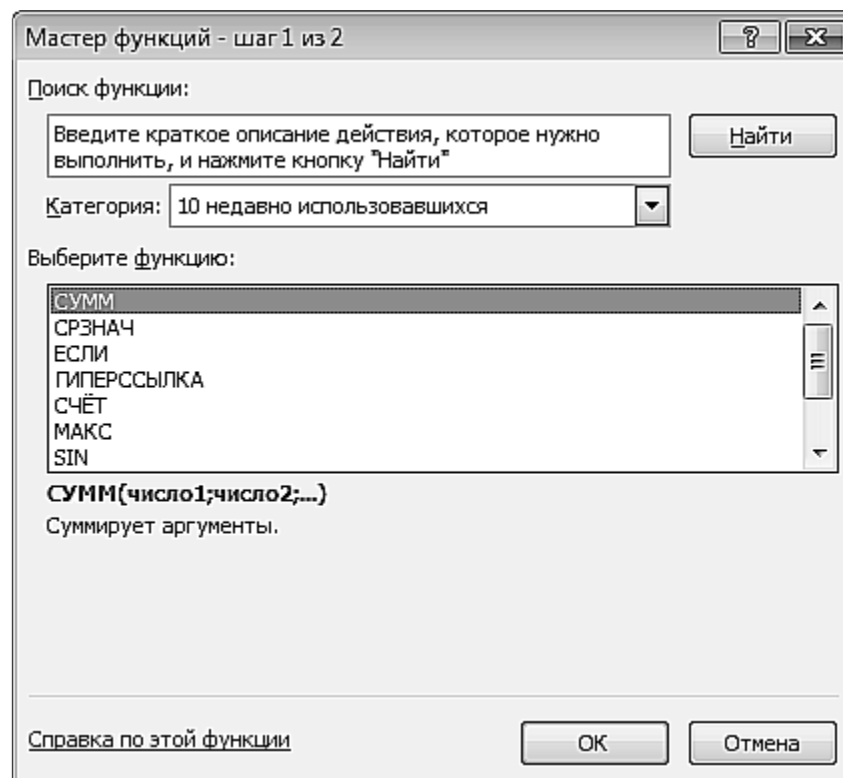 Мастер функций - шаг 1 из 2
Поиск функции:
Введите краткое описание действия, которое нужно
выполнить, и нажмите кнопку "Найти"
Найти
Категория: 10 недавно использовавшихся
Выберите функцию:
СУММ
СРЗНАЧ
ЕСЛИ
ГИПЕРССЫЛКА
СЧЁТ
МАКС
SIN
СУММ(число1;число2;...)
Суммирует аргументы.
Справка по этой функции
ОК
Отмена